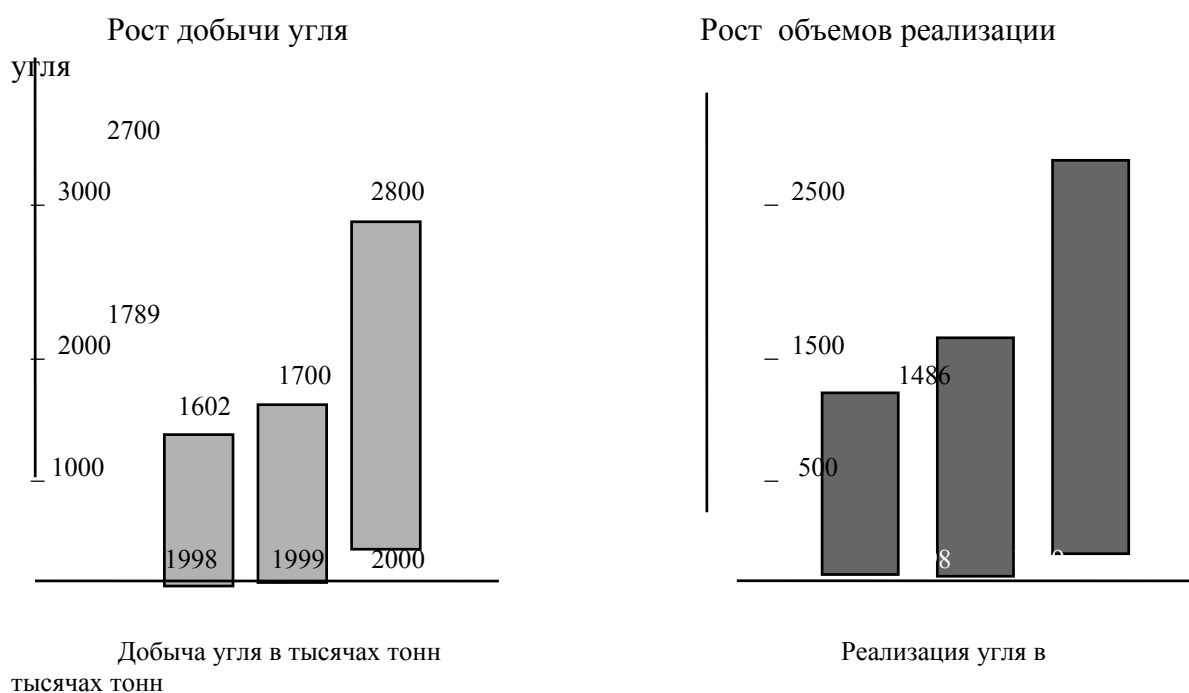 Рост добычи угля Рост объемов реализации
угля
2700
_ 3000 2800 _ 2500
1789
_ 2000 _ 1500
1700 1486
1602
_ 1000 _ 500
1998 1999 2000
Добыча угля в тысячах тонн Реализация угля в
тысячах тонн